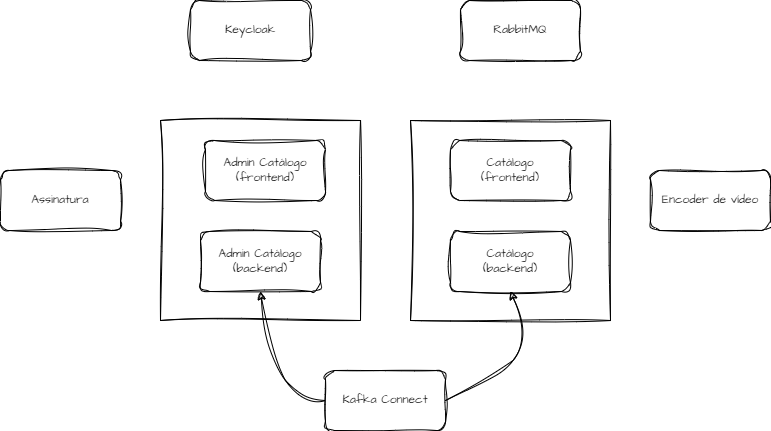 Keycloak
RabbitMQ
Admin Catálogo
(frontend)
Catálogo
(frontend)
Assinatura
Encoder de vídeo
Admin Catálogo
(backend)
Catálogo
(backend)
Kafka Connect